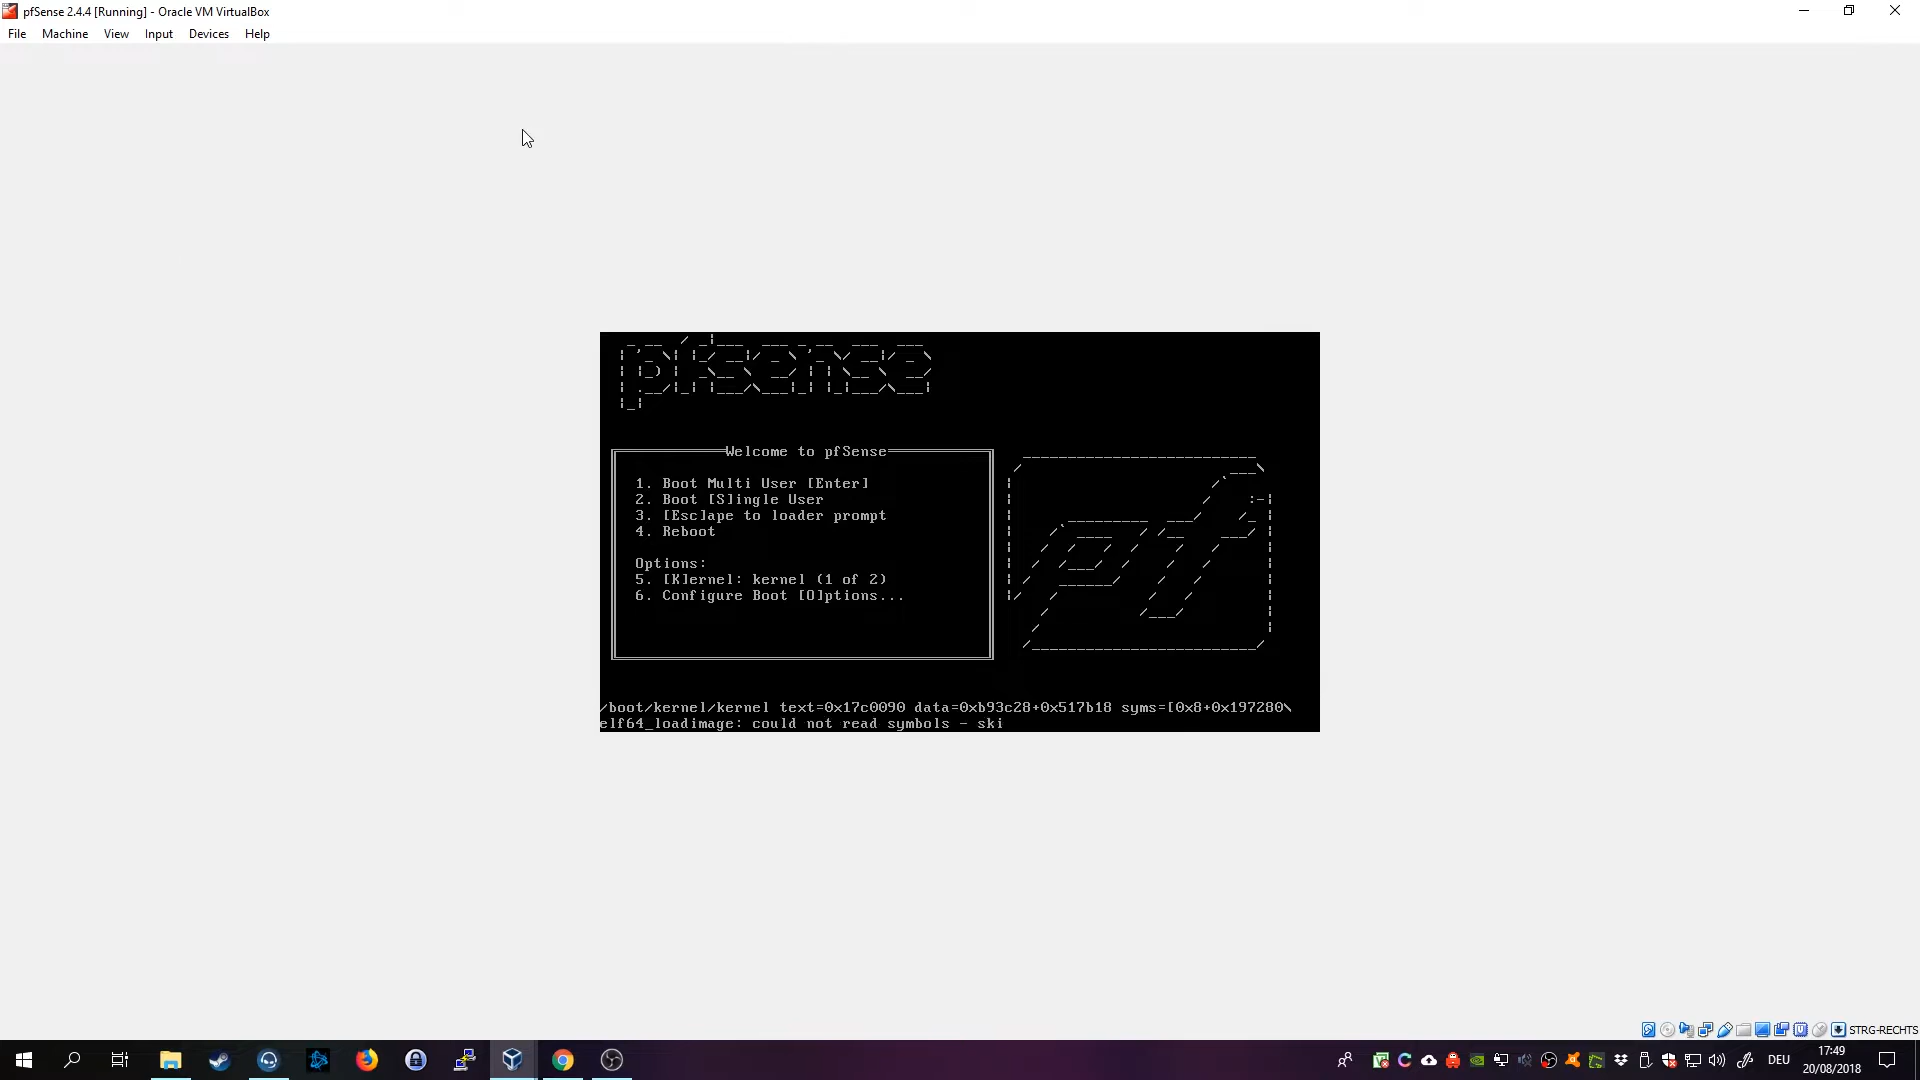 pfSense 2.4.4 [Running] - Oracle VM VirtualBox
File Machine View Input Devices Help
pfsense
Welcome to pfSense
1. Boot Multi User [Enter]
2. Boot [S]ingle User
3. [Esc]ape to loader prompt
4. Reboot
Options:
5. [K]ernel: kernel (1 of 2)
6. Configure Boot [O]ptions...
pf
/boot/kernel/kernel text=0x17c0090 data=0xb93c28+0x517b18 syms=[0x8+0x197280\
elf64_loadimage: could not read symbols - ski
STRG-RECHTS
DEU
17:49
20/08/2018